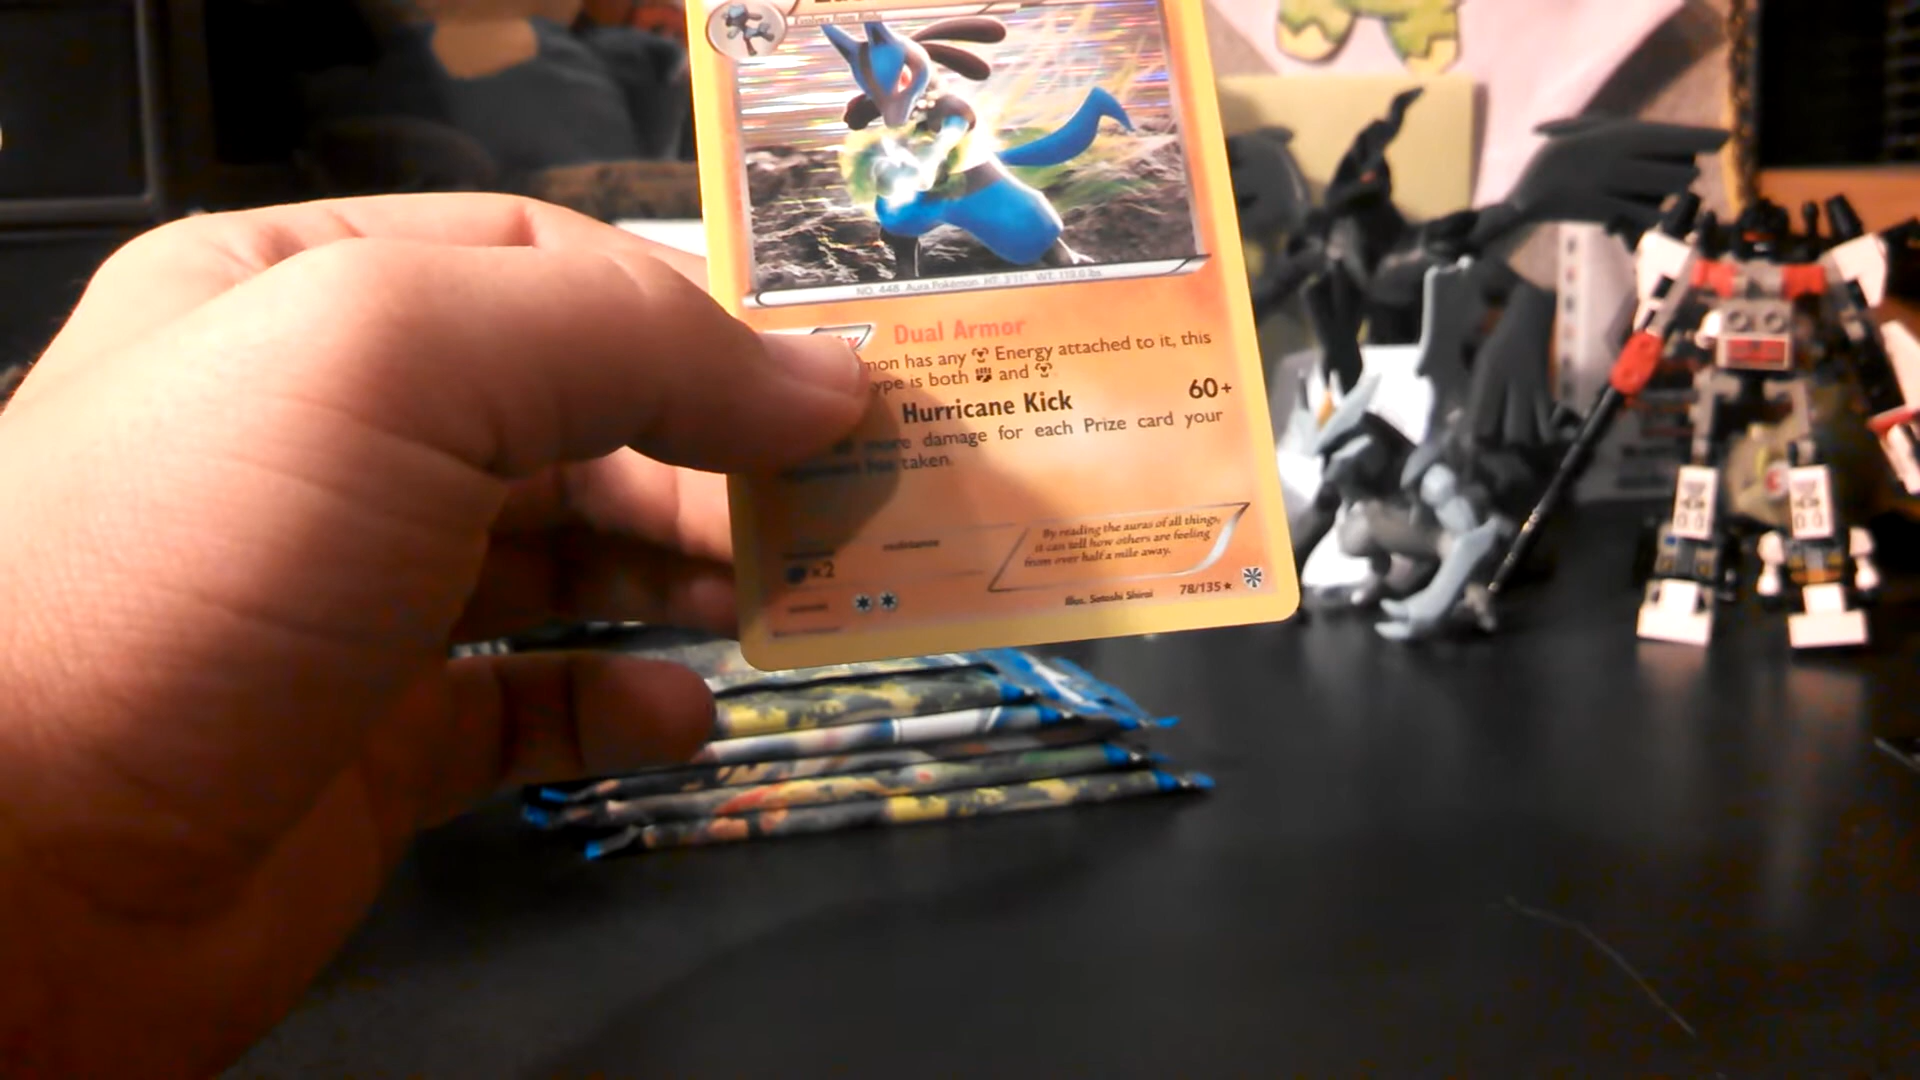 Evolves from
NO. 448 Aura Pokémon HT. 3'11" WT. 119.0 lbs.
Dual Armor
mon has any Energy attached to it, this
ype is both and
Hurricane Kick 60+
more damage for each Prize card your
has taken.
resistance
×2
By reading the auras of all things,
it can tell how others are feeling
from over half a mile away.
Illus. Satoshi Shirai 78/135